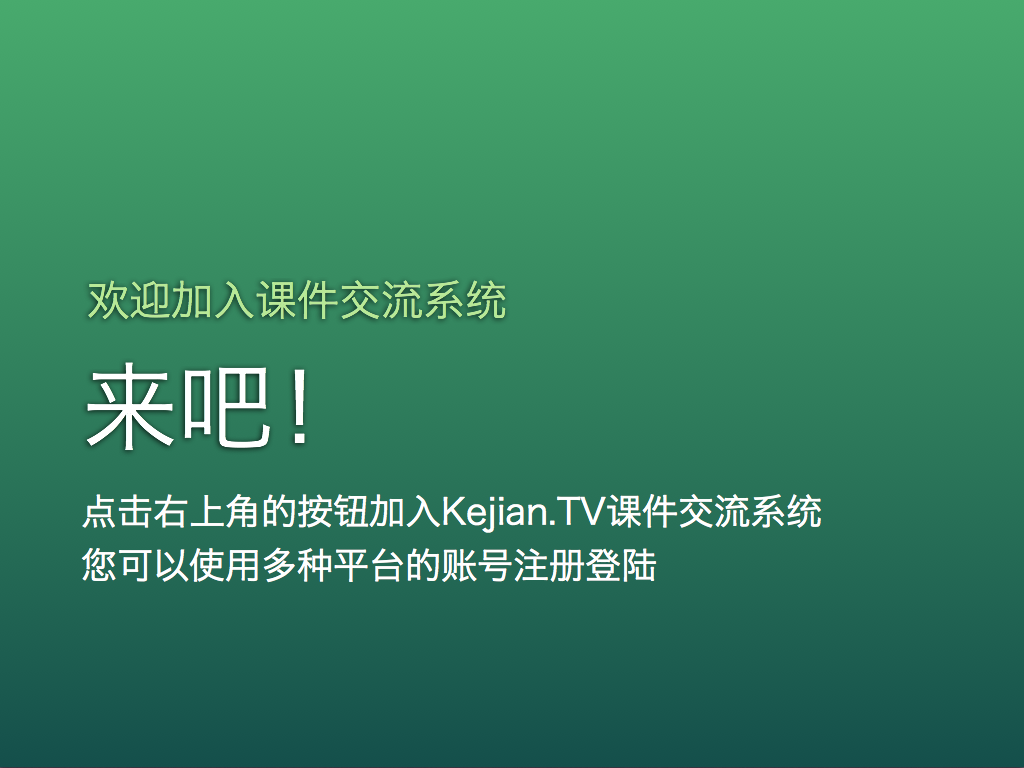 欢迎加入课件交流系统
来吧！
点击右上角的按钮加入Kejian.TV课件交流系统
您可以使用多种平台的账号注册登陆